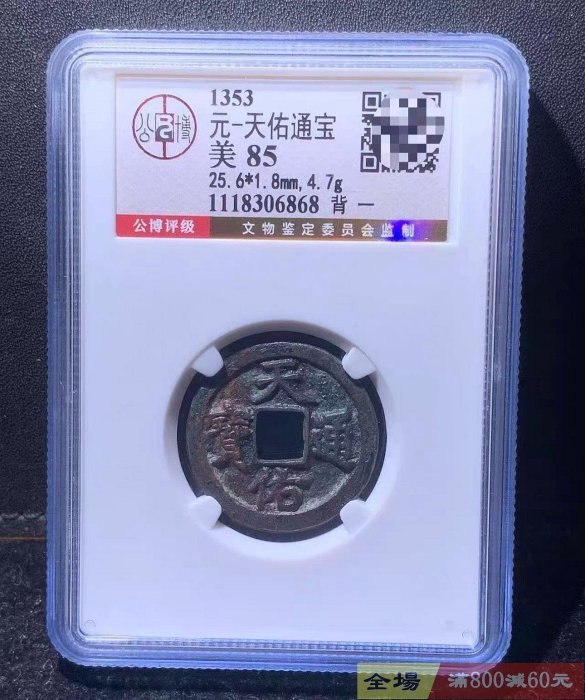 1353
元-天佑通宝
美 85
25.6*1.8mm,4.7g
1118306868 背 一
公博
公博评级
文物鉴定委员会监制
天佑通寶
全場 滿800減60元